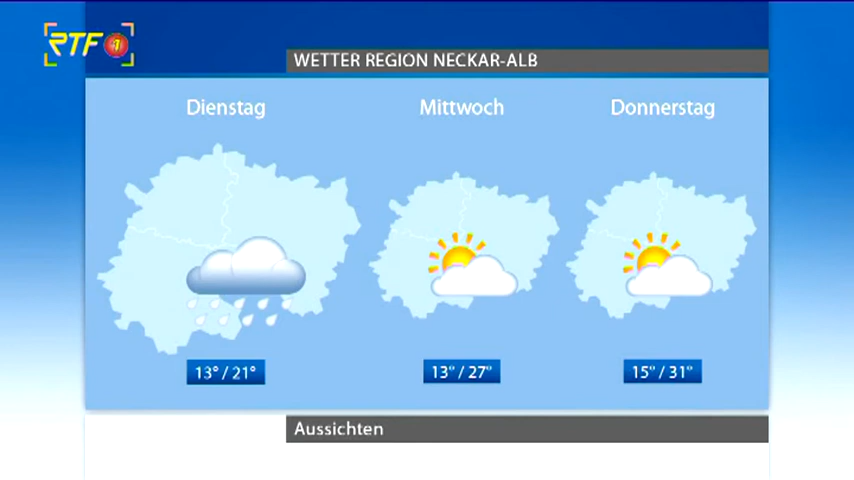 RTF 1
WETTER REGION NECKAR-ALB
Dienstag Mittwoch Donnerstag
13° / 21° 13° / 27° 15° / 31°
Aussichten